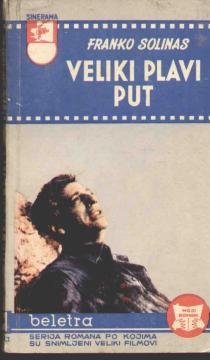 SINERAMA
FRANKO SOLINAS
VELIKI PLAVI
PUT
beletra
SERIJA ROMANA PO KOJIMA
SU SNIMLJENI VELIKI FILMOVI